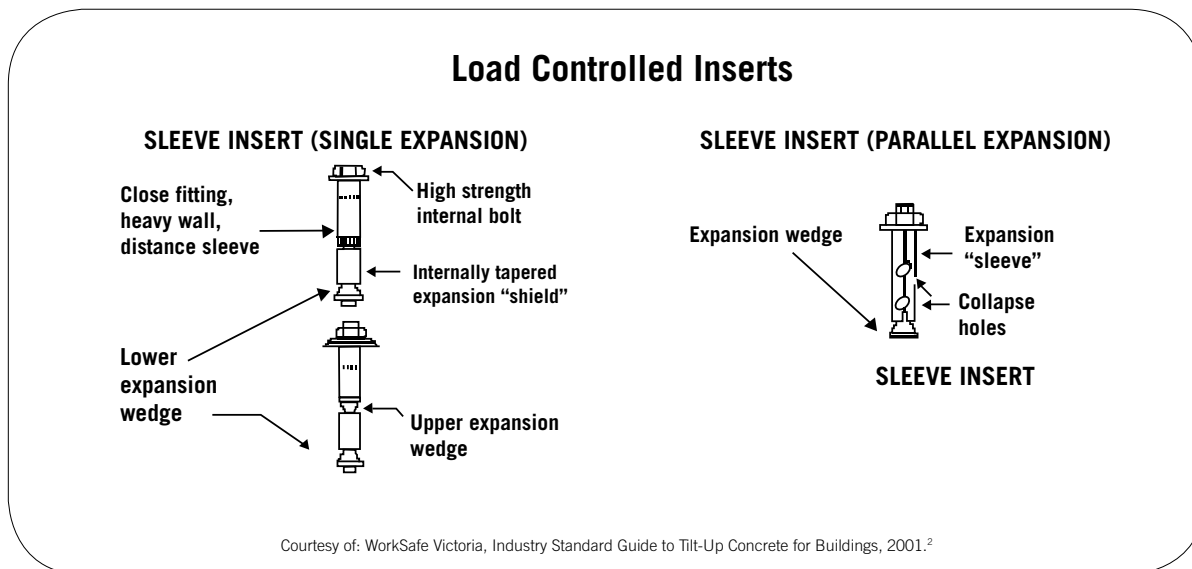 Load Controlled Inserts
SLEEVE INSERT (SINGLE EXPANSION)
Close fitting,
heavy wall,
distance sleeve
High strength
internal bolt
Internally tapered
expansion “shield”
Lower
expansion
wedge
Upper expansion
wedge
SLEEVE INSERT (PARALLEL EXPANSION)
Expansion wedge
Expansion
“sleeve”
Collapse
holes
SLEEVE INSERT
Courtesy of: WorkSafe Victoria, Industry Standard Guide to Tilt-Up Concrete for Buildings, 2001.²